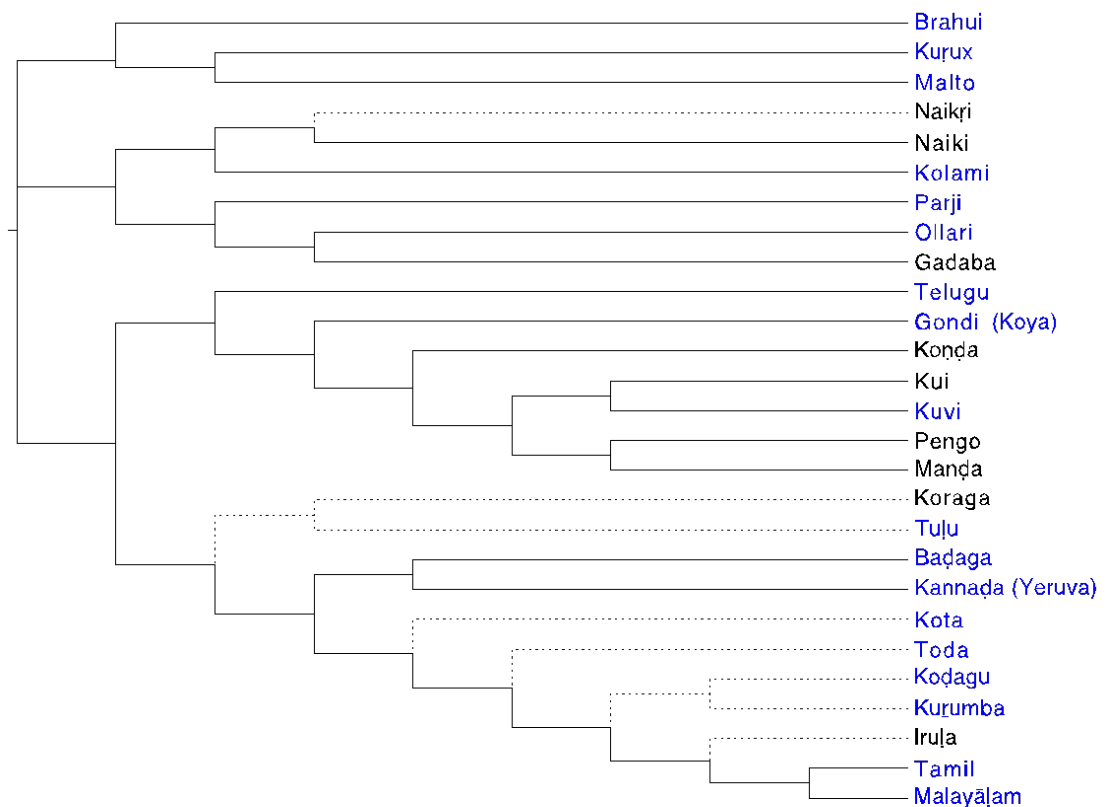 Brahui
Kuṛux
Malto
Naikṛi
Naiki
Kolami
Parji
Ollari
Gadaba
Telugu
Gondi (Koya)
Koṇḍa
Kui
Kuvi
Pengo
Manḍa
Koraga
Tuḷu
Baḍaga
Kannaḍa (Yeruva)
Kota
Toda
Koḍagu
Kuṟumba
Iruḷa
Tamil
Malayāḷam